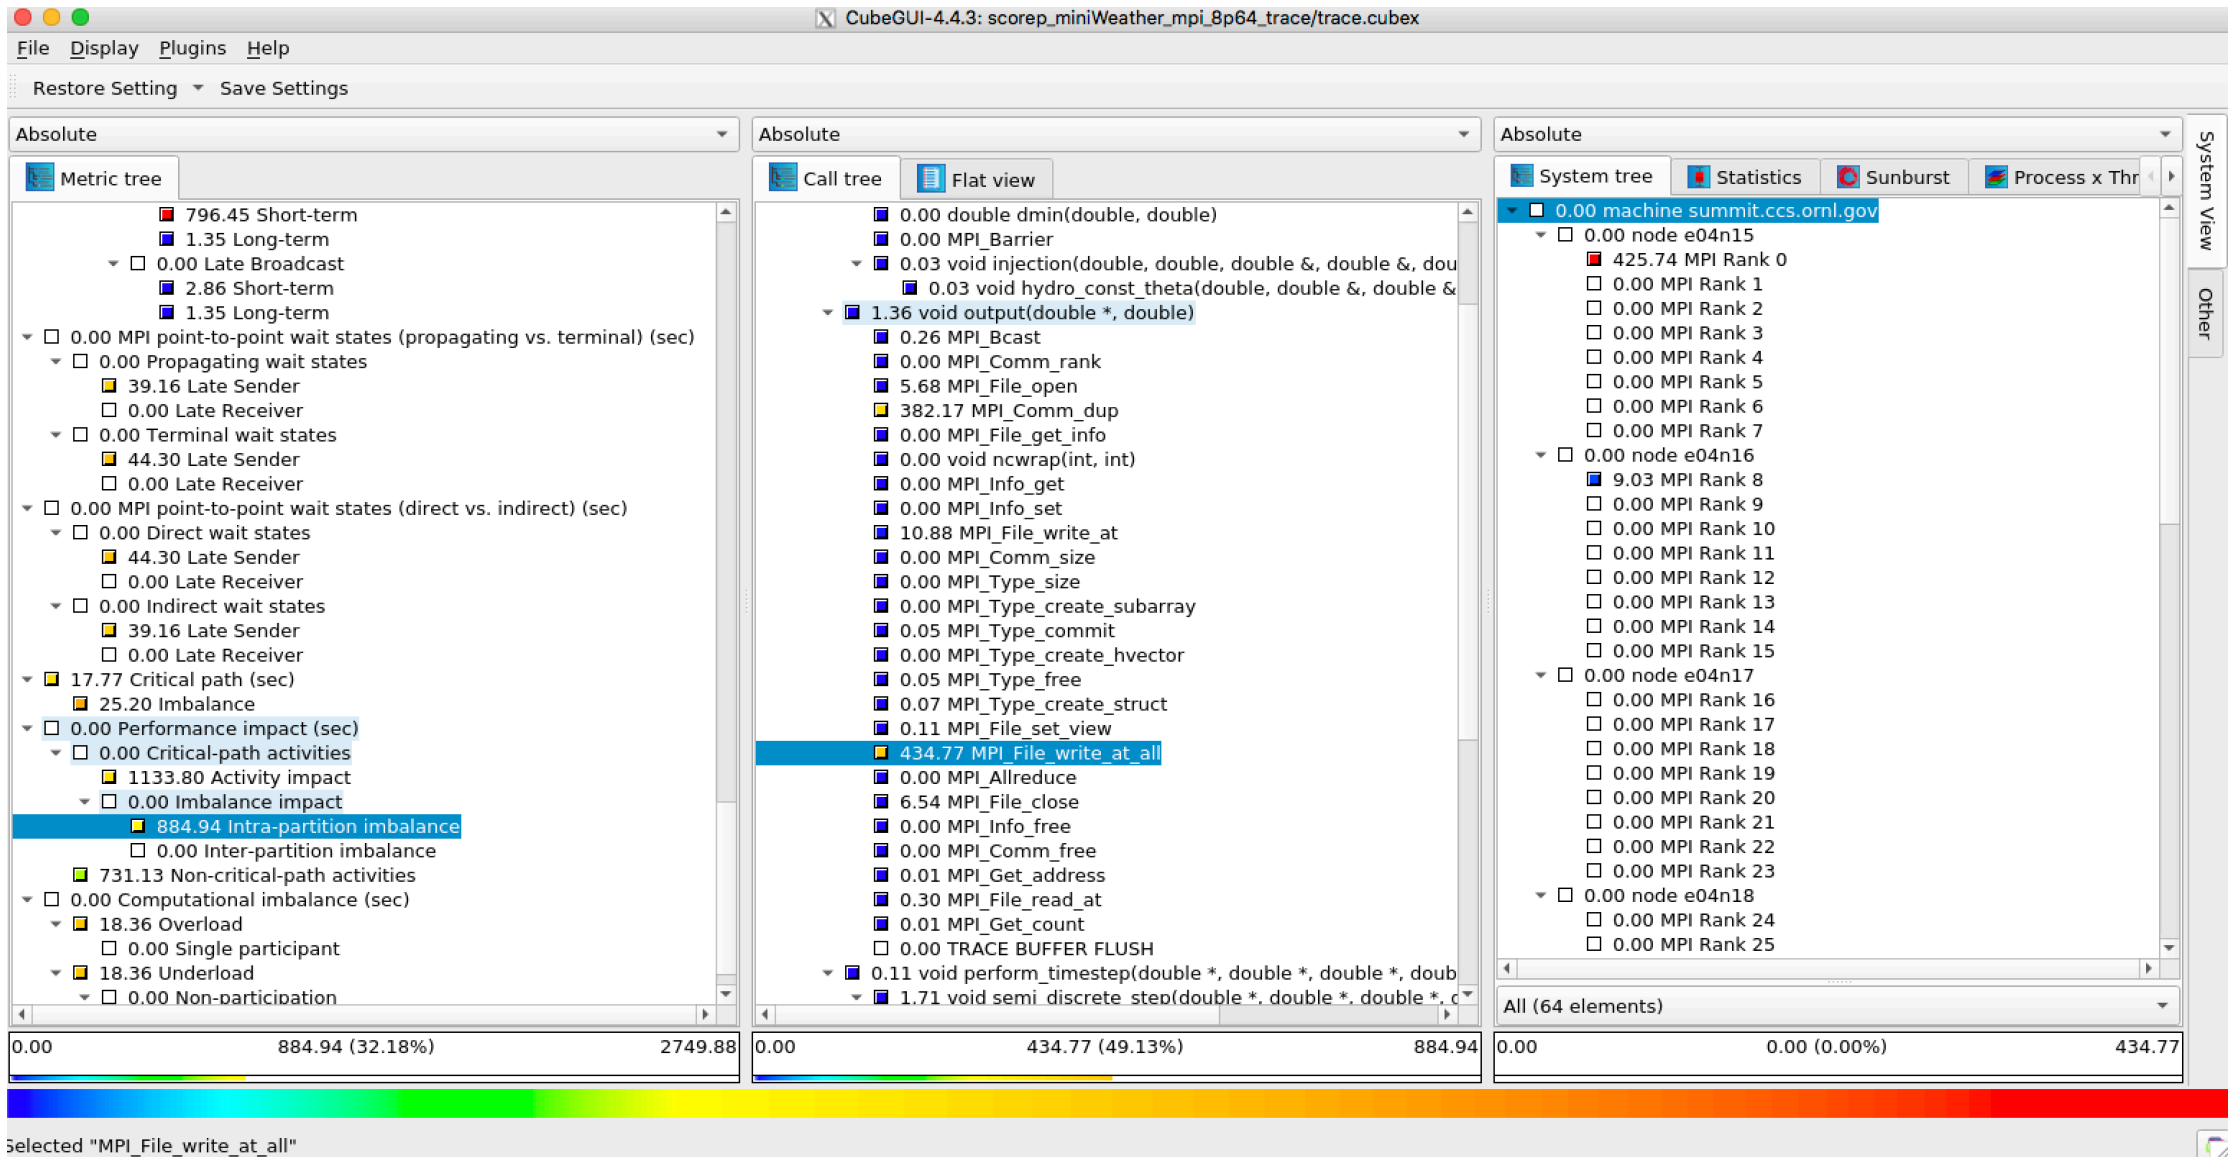 CubeGUI-4.4.3: scorep_miniWeather_mpi_8p64_trace/trace.cubex
File Display Plugins Help
Restore Setting Save Settings
Absolute
Metric tree
796.45 Short-term
1.35 Long-term
0.00 Late Broadcast
2.86 Short-term
1.35 Long-term
0.00 MPI point-to-point wait states (propagating vs. terminal) (sec)
0.00 Propagating wait states
39.16 Late Sender
0.00 Late Receiver
0.00 Terminal wait states
44.30 Late Sender
0.00 Late Receiver
0.00 MPI point-to-point wait states (direct vs. indirect) (sec)
0.00 Direct wait states
44.30 Late Sender
0.00 Late Receiver
0.00 Indirect wait states
39.16 Late Sender
0.00 Late Receiver
17.77 Critical path (sec)
25.20 Imbalance
0.00 Performance impact (sec)
0.00 Critical-path activities
1133.80 Activity impact
0.00 Imbalance impact
884.94 Intra-partition imbalance
0.00 Inter-partition imbalance
731.13 Non-critical-path activities
0.00 Computational imbalance (sec)
18.36 Overload
0.00 Single participant
18.36 Underload
0.00 Non-participation
0.00 884.94 (32.18%) 2749.88
Absolute
Call tree Flat view
0.00 double dmin(double, double)
0.00 MPI_Barrier
0.03 void injection(double, double, double &, double &, dou
0.03 void hydro_const_theta(double, double &, double &
1.36 void output(double *, double)
0.26 MPI_Bcast
0.00 MPI_Comm_rank
5.68 MPI_File_open
382.17 MPI_Comm_dup
0.00 MPI_File_get_info
0.00 void ncwrap(int, int)
0.00 MPI_Info_get
0.00 MPI_Info_set
10.88 MPI_File_write_at
0.00 MPI_Comm_size
0.00 MPI_Type_size
0.00 MPI_Type_create_subarray
0.05 MPI_Type_commit
0.00 MPI_Type_create_hvector
0.05 MPI_Type_free
0.07 MPI_Type_create_struct
0.11 MPI_File_set_view
434.77 MPI_File_write_at_all
0.00 MPI_Allreduce
6.54 MPI_File_close
0.00 MPI_Info_free
0.00 MPI_Comm_free
0.01 MPI_Get_address
0.30 MPI_File_read_at
0.01 MPI_Get_count
0.00 TRACE BUFFER FLUSH
0.11 void perform_timestep(double *, double *, double *, doub
1.71 void semi_discrete_step(double *, double *, double *, c
0.00 434.77 (49.13%) 884.94
Absolute
System tree Statistics Sunburst Process x Thr
0.00 machine summit.ccs.ornl.gov
0.00 node e04n15
425.74 MPI Rank 0
0.00 MPI Rank 1
0.00 MPI Rank 2
0.00 MPI Rank 3
0.00 MPI Rank 4
0.00 MPI Rank 5
0.00 MPI Rank 6
0.00 MPI Rank 7
0.00 node e04n16
9.03 MPI Rank 8
0.00 MPI Rank 9
0.00 MPI Rank 10
0.00 MPI Rank 11
0.00 MPI Rank 12
0.00 MPI Rank 13
0.00 MPI Rank 14
0.00 MPI Rank 15
0.00 node e04n17
0.00 MPI Rank 16
0.00 MPI Rank 17
0.00 MPI Rank 18
0.00 MPI Rank 19
0.00 MPI Rank 20
0.00 MPI Rank 21
0.00 MPI Rank 22
0.00 MPI Rank 23
0.00 node e04n18
0.00 MPI Rank 24
0.00 MPI Rank 25
All (64 elements)
0.00 0.00 (0.00%) 434.77
System View
Other
Selected "MPI_File_write_at_all"